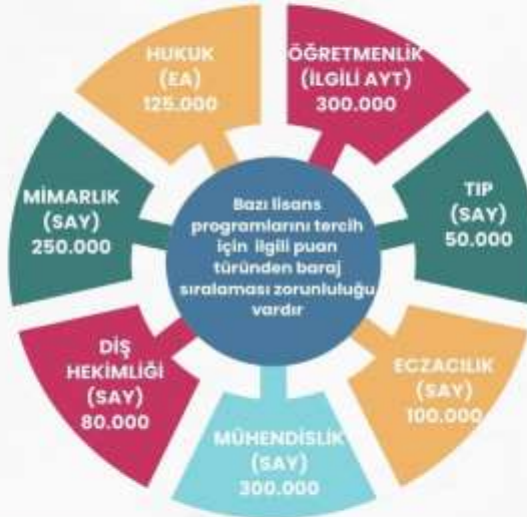 HUKUK
(EA)
125.000
ÖĞRETMENLİK
(İLGİLİ AYT)
300.000
MİMARLIK
(SAY)
250.000
Bazı lisans
programlarını tercih
için ilgili puan
türünden baraj
sıralaması zorunluluğu
vardır
TIP
(SAY)
50.000
DİŞ
HEKİMLİĞİ
(SAY)
80.000
ECZACILIK
(SAY)
100.000
MÜHENDİSLİK
(SAY)
300.000